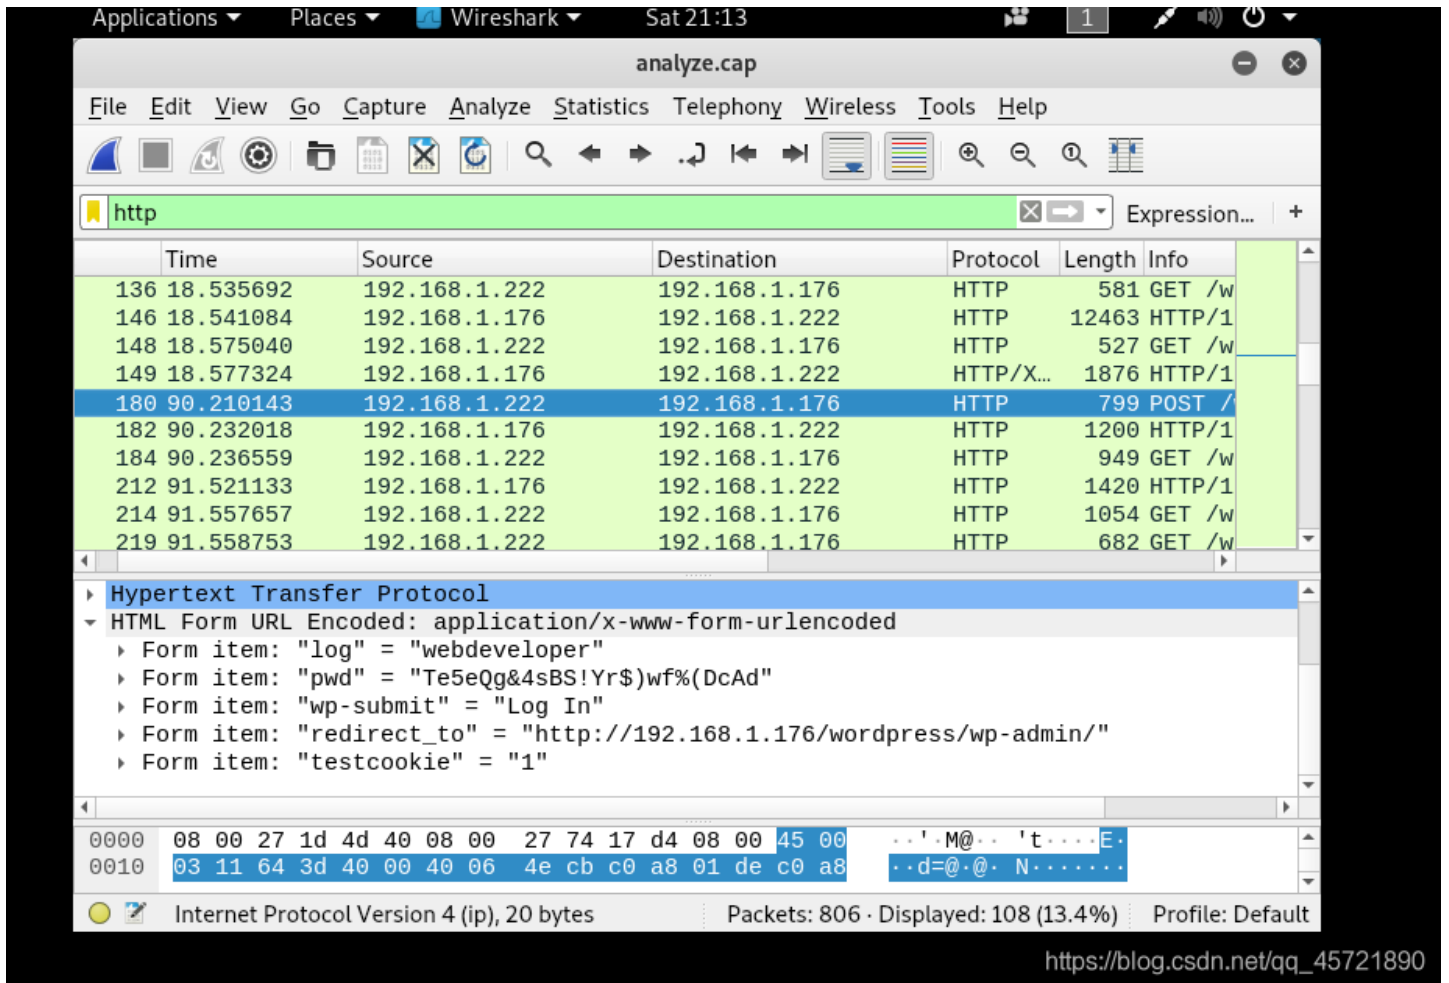 Applications Places Wireshark Sat 21:13 1
analyze.cap
File Edit View Go Capture Analyze Statistics Telephony Wireless Tools Help
http Expression... +
Time Source Destination Protocol Length Info
136 18.535692 192.168.1.222 192.168.1.176 HTTP 581 GET /w
146 18.541084 192.168.1.176 192.168.1.222 HTTP 12463 HTTP/1
148 18.575040 192.168.1.222 192.168.1.176 HTTP 527 GET /w
149 18.577324 192.168.1.176 192.168.1.222 HTTP/X… 1876 HTTP/1
180 90.210143 192.168.1.222 192.168.1.176 HTTP 799 POST /
182 90.232018 192.168.1.176 192.168.1.222 HTTP 1200 HTTP/1
184 90.236559 192.168.1.222 192.168.1.176 HTTP 949 GET /w
212 91.521133 192.168.1.176 192.168.1.222 HTTP 1420 HTTP/1
214 91.557657 192.168.1.222 192.168.1.176 HTTP 1054 GET /w
219 91.558753 192.168.1.222 192.168.1.176 HTTP 682 GET /w
Hypertext Transfer Protocol
HTML Form URL Encoded: application/x-www-form-urlencoded
Form item: "log" = "webdeveloper"
Form item: "pwd" = "Te5eQg&4sBS!Yr$)wf%(DcAd"
Form item: "wp-submit" = "Log In"
Form item: "redirect_to" = "http://192.168.1.176/wordpress/wp-admin/"
Form item: "testcookie" = "1"
0000 08 00 27 1d 4d 40 08 00 27 74 17 d4 08 00 45 00 ··'·M@·· 't····E·
0010 03 11 64 3d 40 00 40 06 4e cb c0 a8 01 de c0 a8 ··d=@·@· N·······
Internet Protocol Version 4 (ip), 20 bytes Packets: 806 · Displayed: 108 (13.4%) Profile: Default
https://blog.csdn.net/qq_45721890